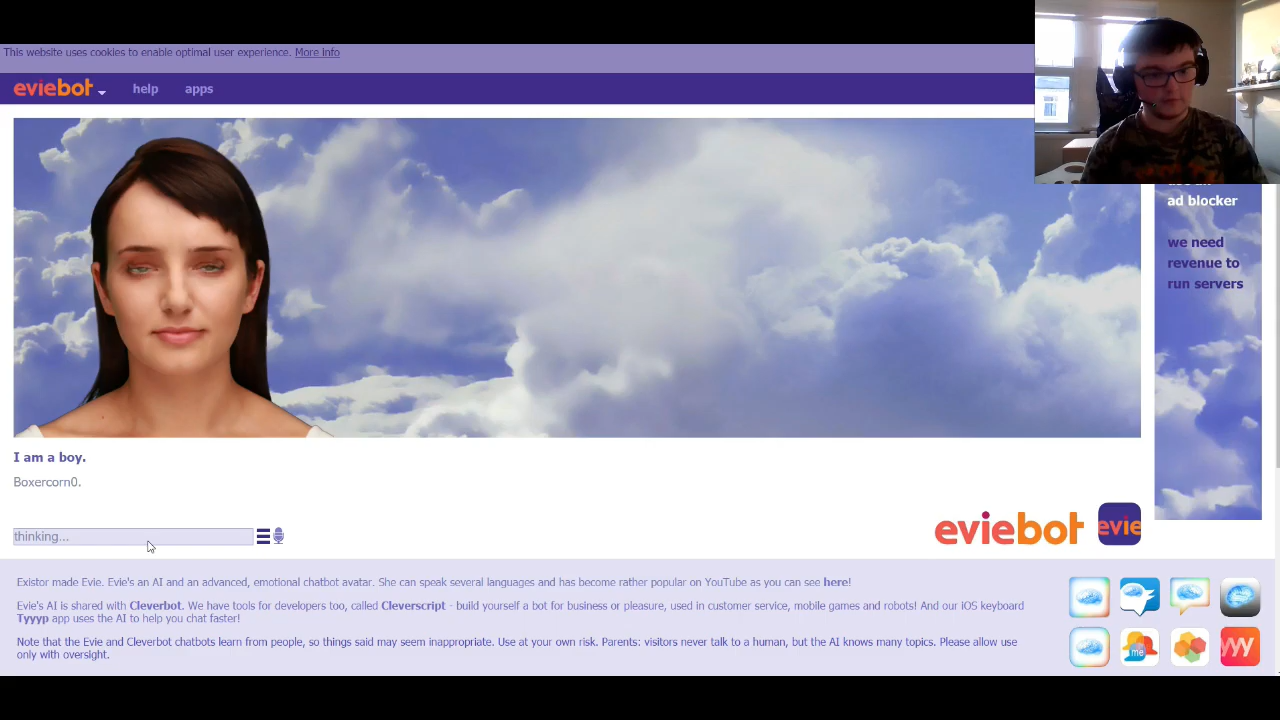 This website uses cookies to enable optimal user experience. More info
eviebot help apps
ad blocker
we need
revenue to
run servers
I am a boy.
Boxercorn0.
thinking...
eviebot evie
Existor made Evie. Evie's an AI and an advanced, emotional chatbot avatar. She can speak several languages and has become rather popular on YouTube as you can see here!
Evie's AI is shared with Cleverbot. We have tools for developers too, called Cleverscript - build yourself a bot for business or pleasure, used in customer service, mobile games and robots! And our iOS keyboard
Tyyyp app uses the AI to help you chat faster!
me
yyy
Note that the Evie and Cleverbot chatbots learn from people, so things said may seem inappropriate. Use at your own risk. Parents: visitors never talk to a human, but the AI knows many topics. Please allow use
only with oversight.